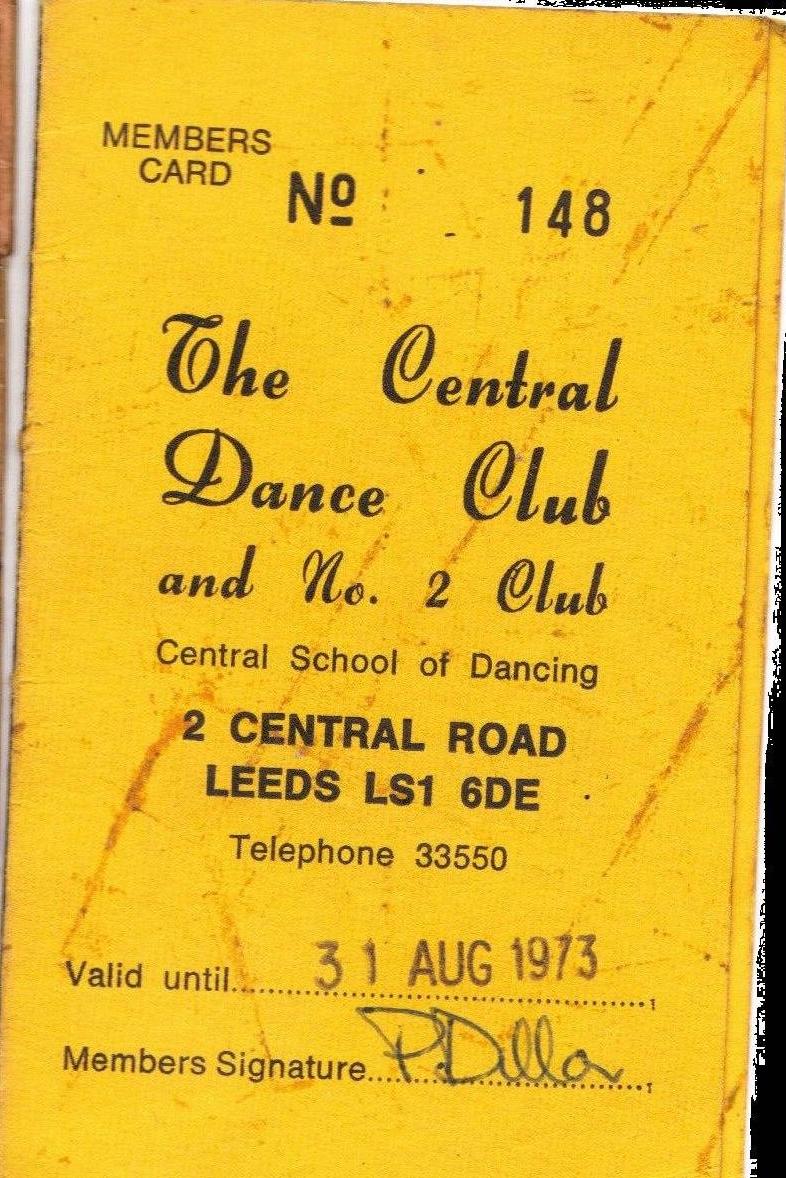 MEMBERS
CARD
Nº 148
The Central
Dance Club
and No. 2 Club
Central School of Dancing
2 CENTRAL ROAD
LEEDS LS1 6DE
Telephone 33550
Valid until 31 AUG 1973
Members Signature P. Dillon